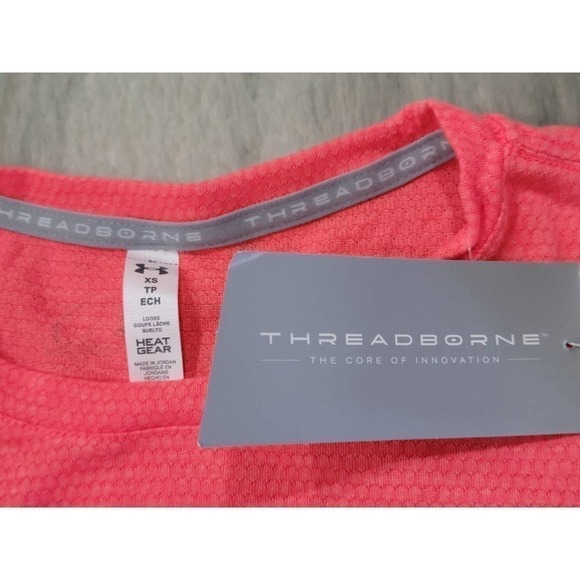 THREADBORNE
THREADBORNE
XS
TP
ECH
LOOSE
COUPE LÂCHE
SUELTO
HEAT
GEAR
MADE IN JORDAN
FABRIQUÉ EN
JORDANIE
HECHO EN
THREADBORNE™
THE CORE OF INNOVATION